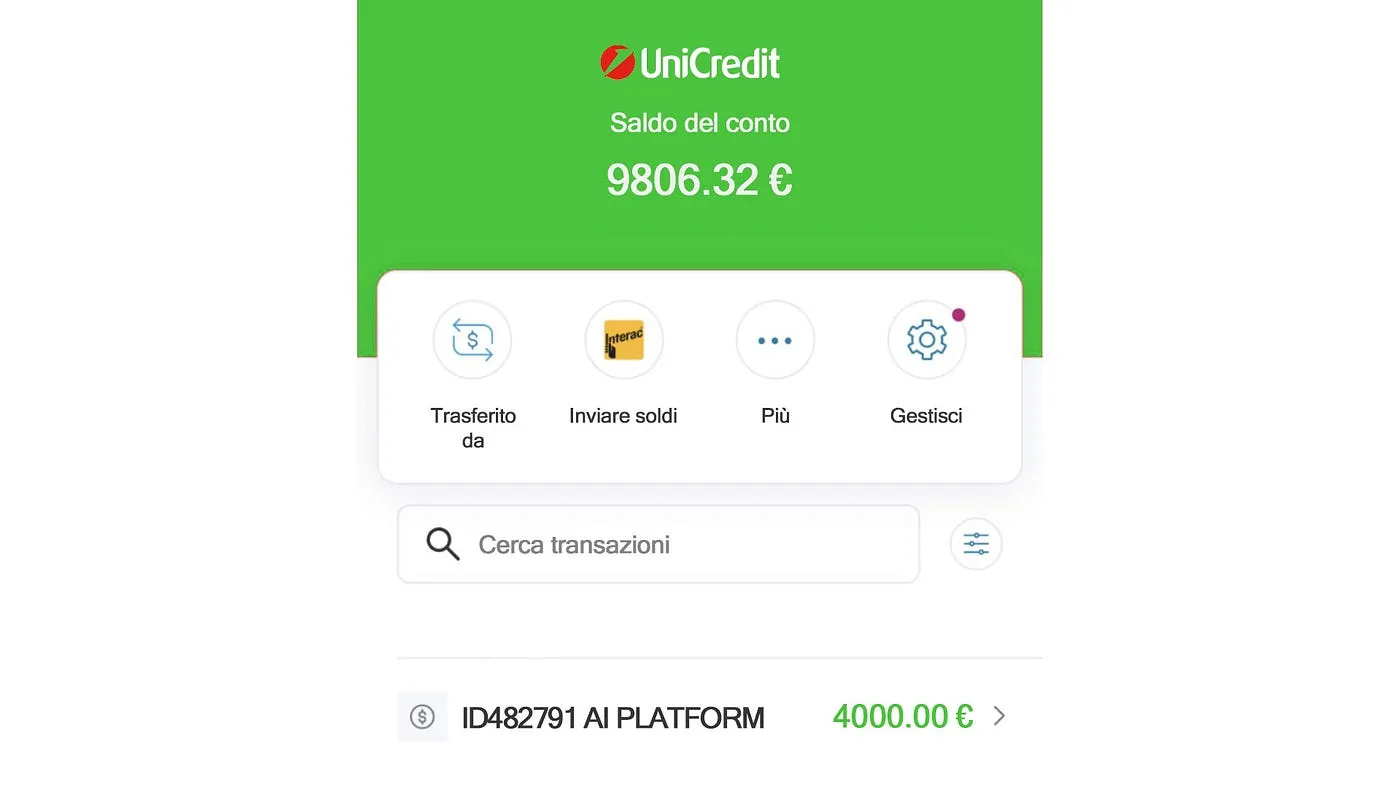 UniCredit
Saldo del conto
9806.32 €
Interac
Trasferito
da
Inviare soldi
Più
Gestisci
Cerca transazioni
ID482791 AI PLATFORM 4000.00 €